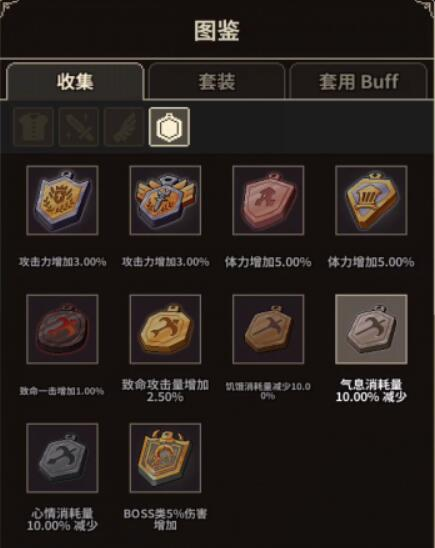 图鉴
收集
套装
套用 Buff
攻击力增加3.00%
攻击力增加3.00%
体力增加5.00%
体力增加5.00%
致命一击增加1.00%
致命攻击量增加
2.50%
饥饿消耗量减少10.0
0%
气息消耗量
10.00% 减少
心情消耗量
10.00% 减少
BOSS类5%伤害
增加